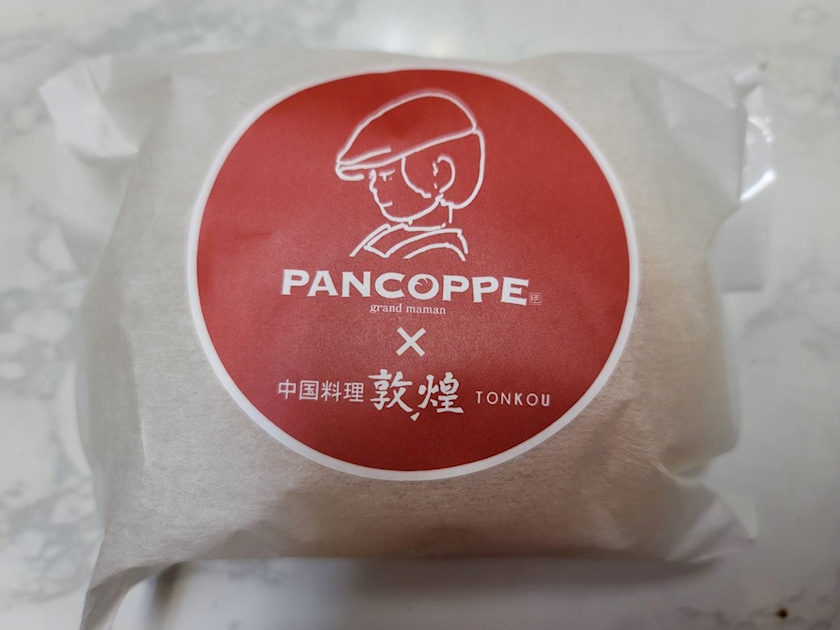 PANCOPPE
grand maman
×
中国料理 敦煌 TONKOU